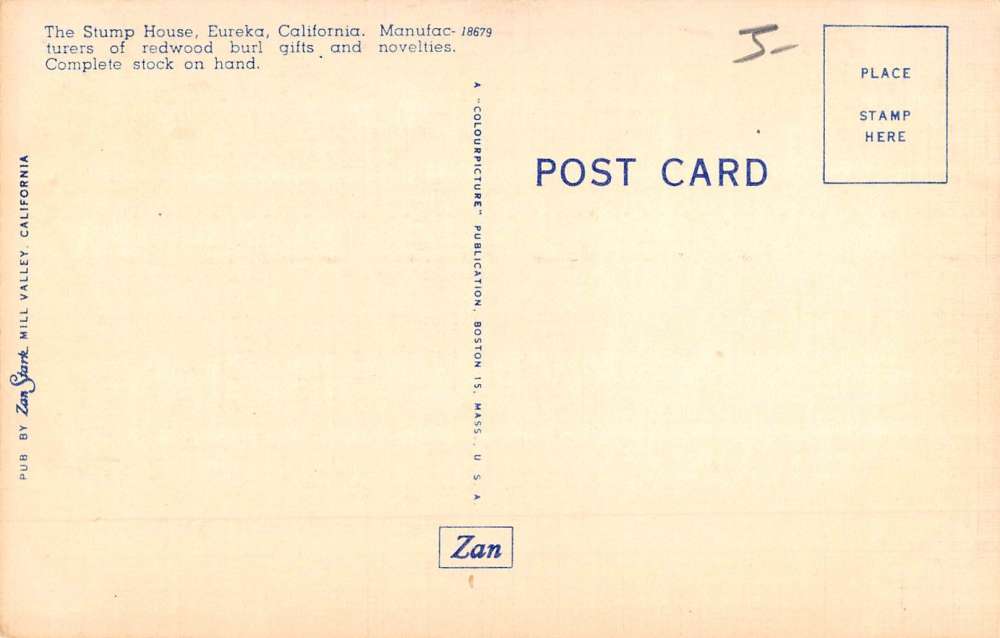 The Stump House, Eureka, California. Manufac- 18679
turers of redwood burl gifts and novelties.
Complete stock on hand.
5-
PLACE
STAMP
HERE
POST CARD
A "COLOURPICTURE" PUBLICATION, BOSTON 15, MASS., U. S. A.
PUB BY Zan Stark, MILL VALLEY, CALIFORNIA
Zan